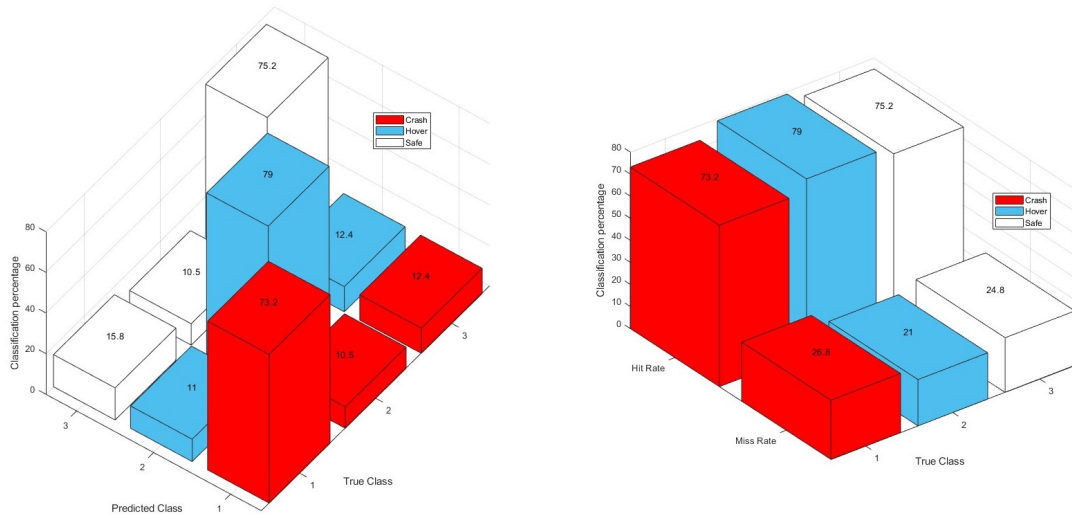 75.2
Crash
Hover
Safe
79
12.4
10.5
73.2
12.4
15.8
11
10.5
80
60
40
20
0
Classification percentage
3
2
1
Predicted Class
1
2
3
True Class
75.2
79
73.2
Crash
Hover
Safe
24.8
21
26.8
80
70
60
50
40
30
20
10
0
Classification percentage
Hit Rate
Miss Rate
1
2
3
True Class